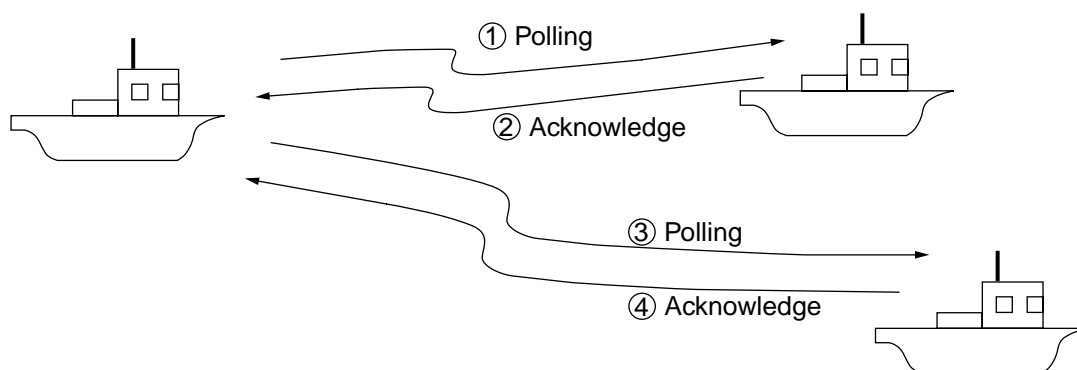 ① Polling
② Acknowledge
③ Polling
④ Acknowledge